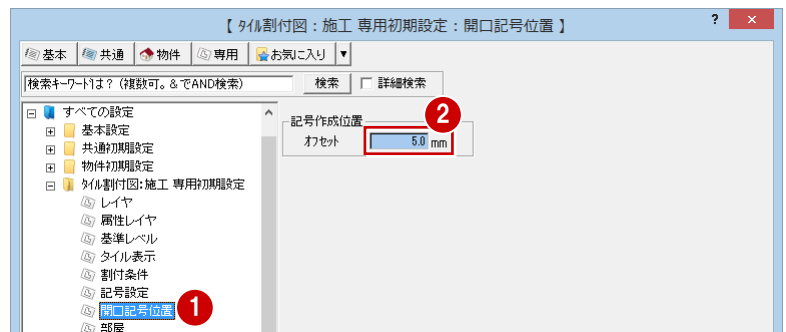 【 ﾀｲﾙ割付図：施工 専用初期設定：開口記号位置 】 ? ×
基本 共通 物件 専用 お気に入り ▼
検索キーワードは？（複数可。& でAND検索） 検索 詳細検索
すべての設定
基本設定
共通初期設定
物件初期設定
ﾀｲﾙ割付図:施工 専用初期設定
レイヤ
属性レイヤ
基準レベル
タイル表示
割付条件
記号設定
開口記号位置 1
部屋
記号作成位置 2
オフセット 5.0 mm